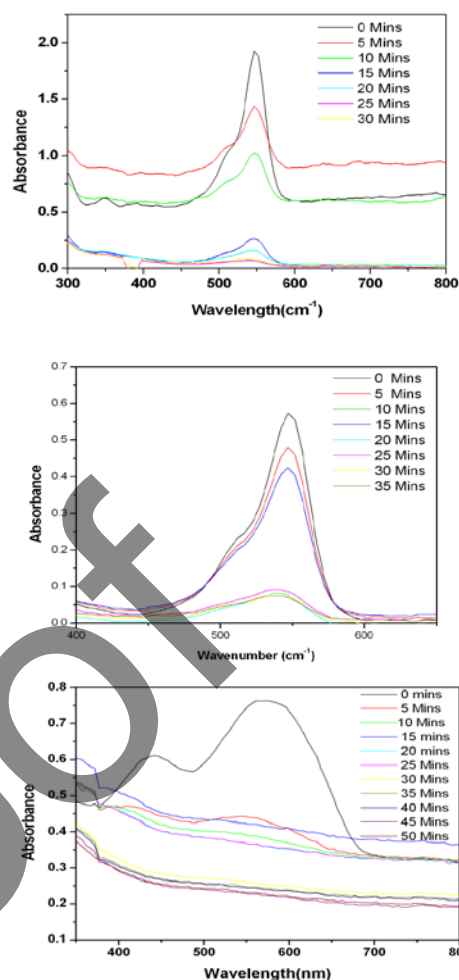 0 Mins
5 Mins
10 Mins
15 Mins
20 Mins
25 Mins
30 Mins
2.0
1.5
1.0
0.5
0.0
Absorbance
300 400 500 600 700 800
Wavelength(cm⁻¹)
0 Mins
5 Mins
10 Mins
15 Mins
20 Mins
25 Mins
30 Mins
35 Mins
0.7
0.6
0.5
0.4
0.3
0.2
0.1
0.0
Absorbance
400 500 600
Wavenumber (cm⁻¹)
0 mins
5 Mins
10 Mins
15 mins
20 mins
25 Mins
30 Mins
35 Mins
40 Mins
45 Mins
50 Mins
0.8
0.7
0.6
0.5
0.4
0.3
0.2
0.1
Absorbance
400 500 600 700 800
Wavelength(nm)